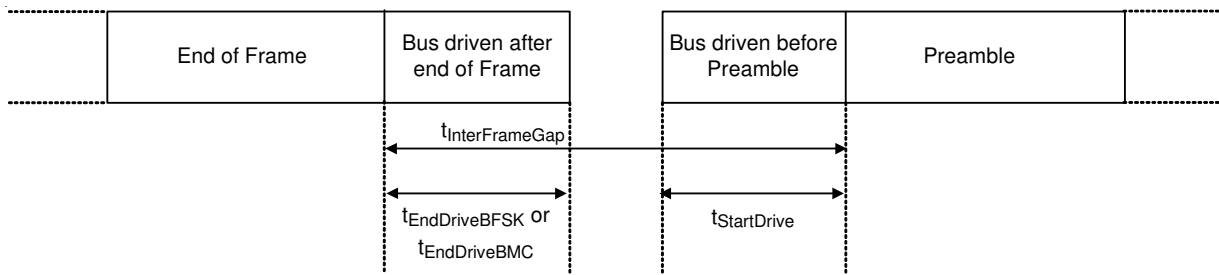 End of Frame
Bus driven after
end of Frame
Bus driven before
Preamble
Preamble
tInterFrameGap
tEndDriveBFSK or
tEndDriveBMC
tStartDrive